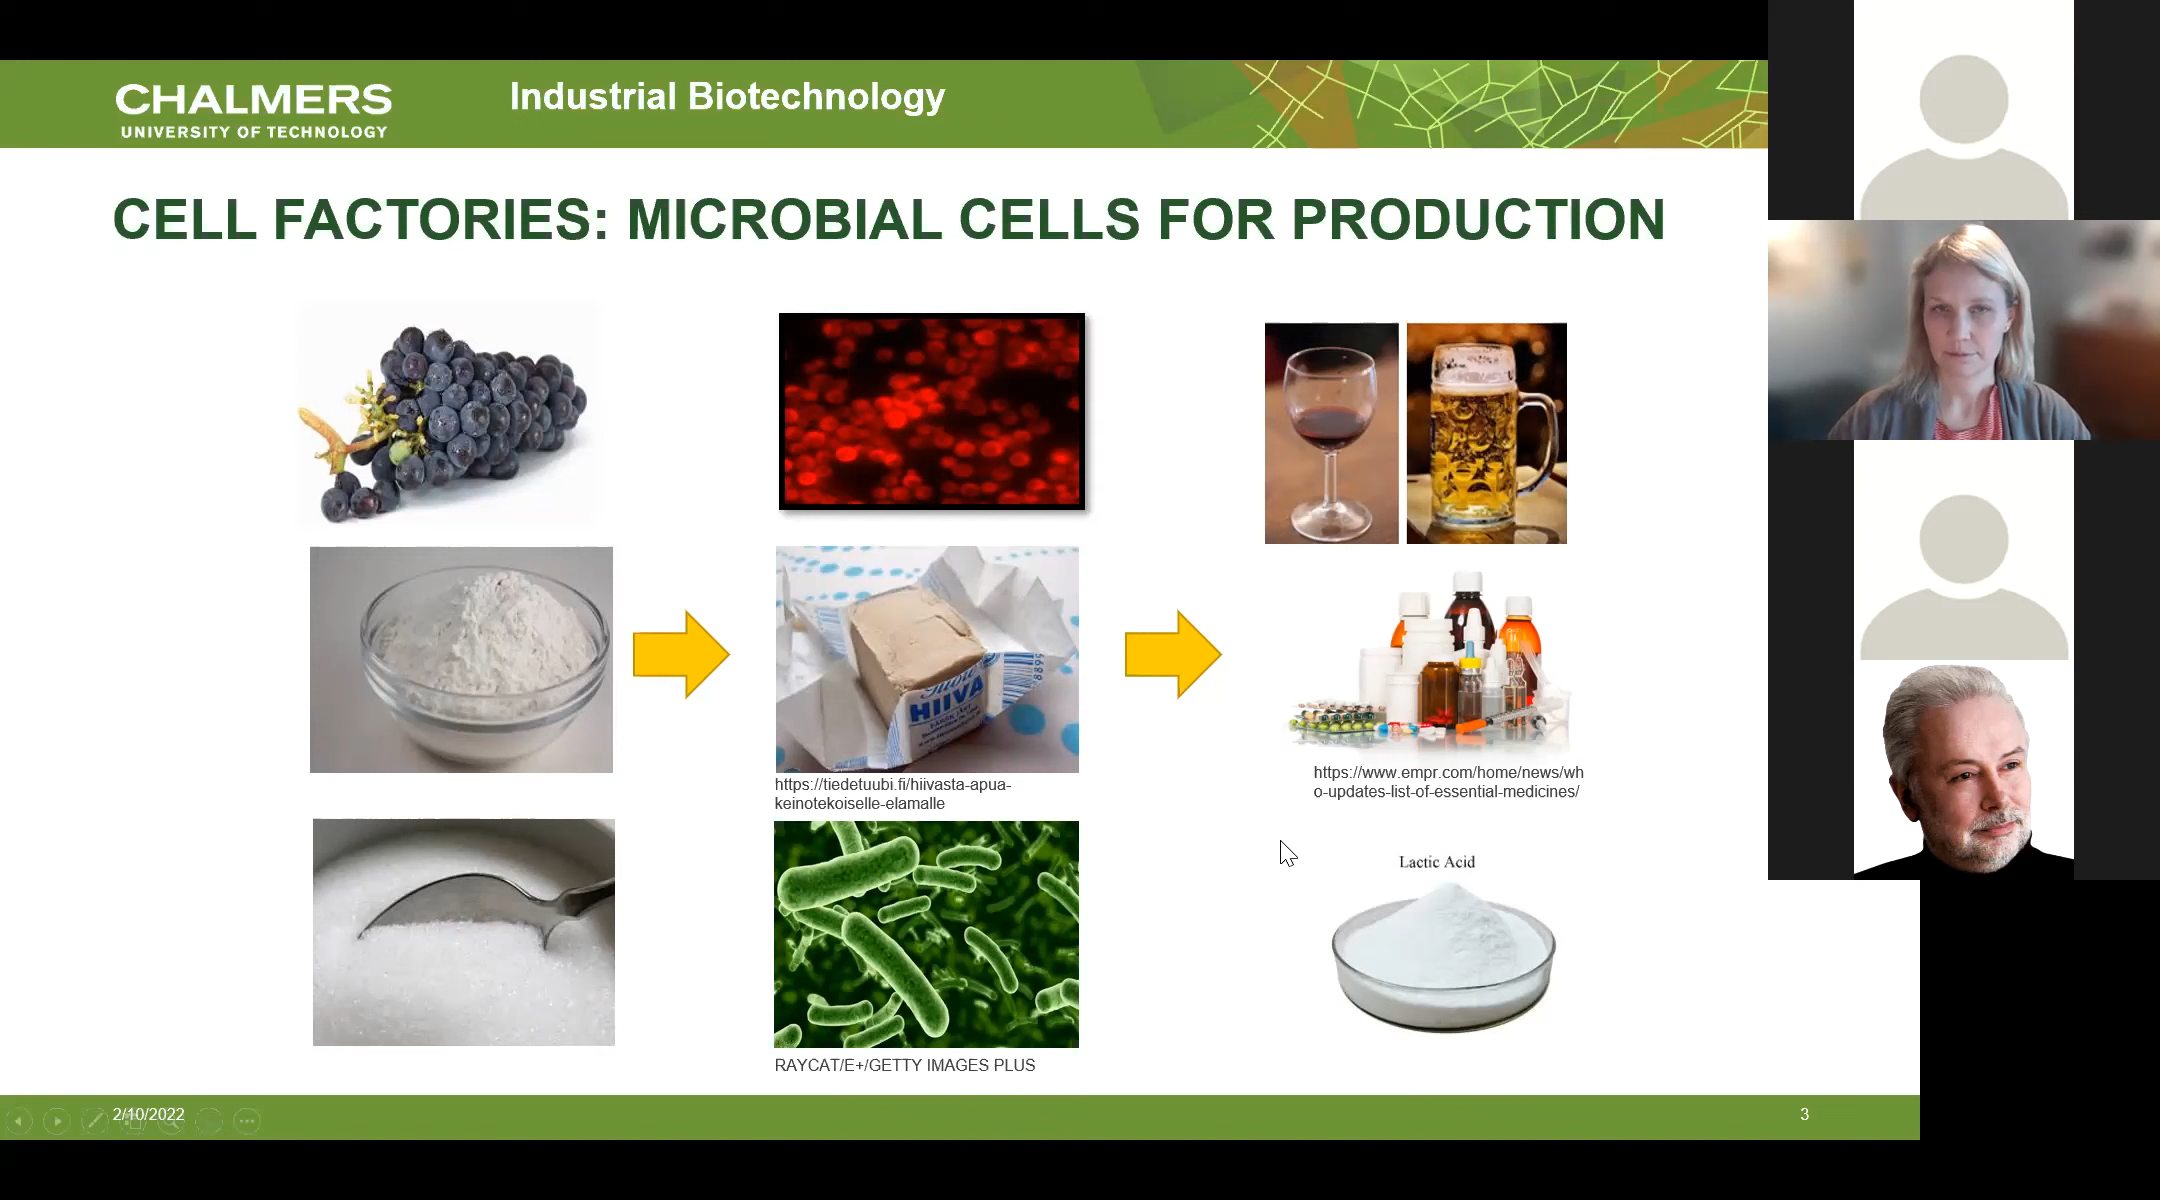 CHALMERS
UNIVERSITY OF TECHNOLOGY
Industrial Biotechnology
CELL FACTORIES: MICROBIAL CELLS FOR PRODUCTION
HIIVA
https://tiedetuubi.fi/hiivasta-apua-
keinotekoiselle-elamalle
https://www.empr.com/home/news/wh
o-updates-list-of-essential-medicines/
Lactic Acid
RAYCAT/E+/GETTY IMAGES PLUS
2/10/2022
3